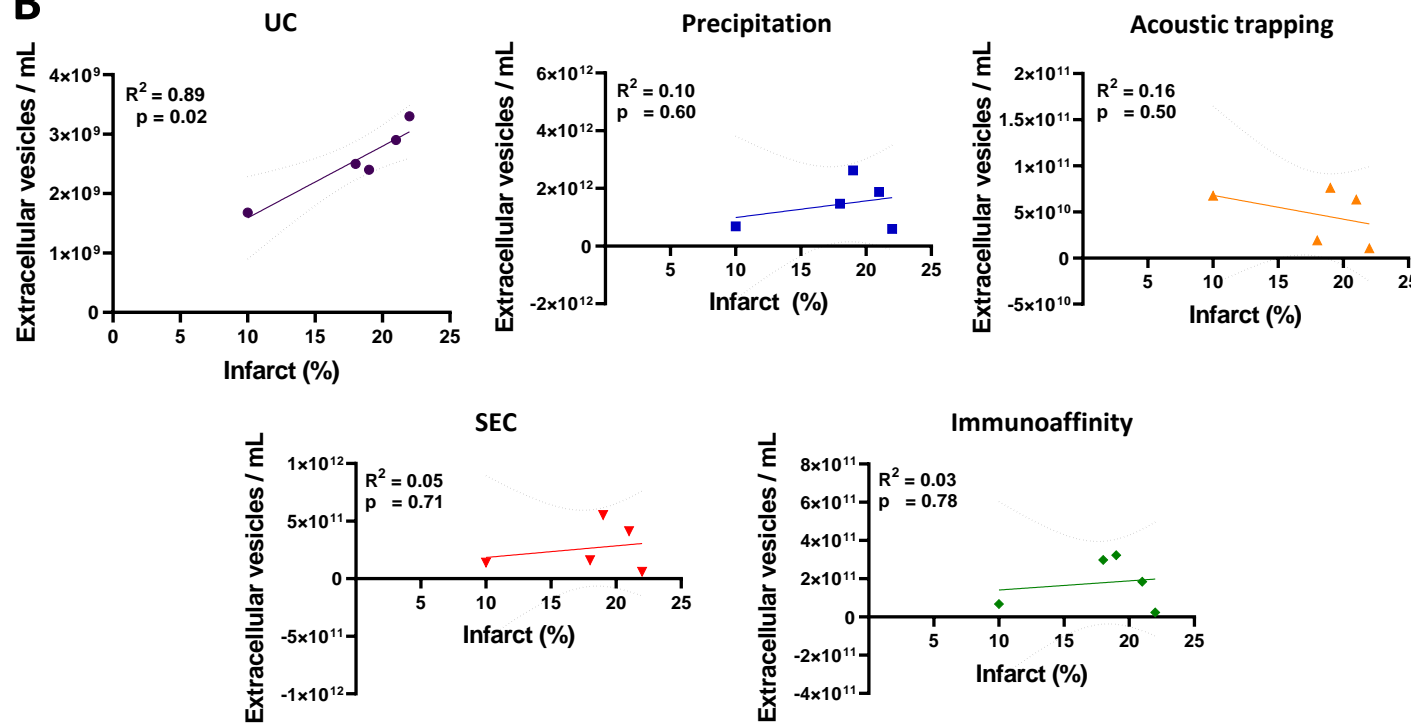 B
UC
Extracellular vesicles / mL
R² = 0.89
p = 0.02
4×10⁹
3×10⁹
2×10⁹
1×10⁹
0
0 5 10 15 20 25
Infarct (%)
Precipitation
Extracellular vesicles / mL
R² = 0.10
p = 0.60
6×10¹²
4×10¹²
2×10¹²
0
-2×10¹²
5 10 15 20 25
Infarct (%)
Acoustic trapping
Extracellular vesicles / mL
R² = 0.16
p = 0.50
2×10¹¹
1.5×10¹¹
1×10¹¹
5×10¹⁰
0
-5×10¹⁰
5 10 15 20 25
Infarct (%)
SEC
Extracellular vesicles / mL
R² = 0.05
p = 0.71
1×10¹²
5×10¹¹
0
-5×10¹¹
-1×10¹²
5 10 15 20 25
Infarct (%)
Immunoaffinity
Extracellular vesicles / mL
R² = 0.03
p = 0.78
8×10¹¹
6×10¹¹
4×10¹¹
2×10¹¹
0
-2×10¹¹
-4×10¹¹
5 10 15 20 25
Infarct (%)